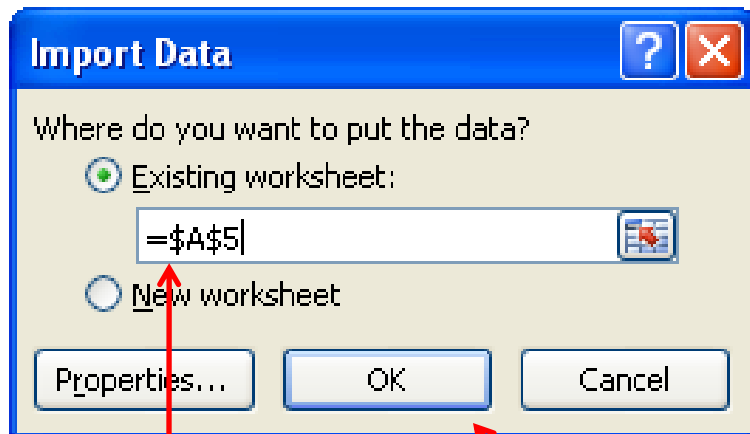 Import Data
Where do you want to put the data?
Existing worksheet:
=$A$5
New worksheet
Properties... OK Cancel